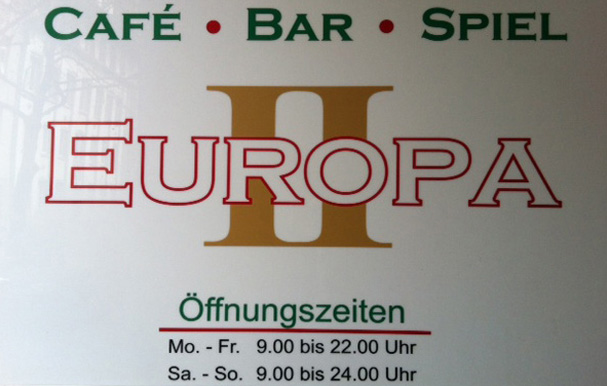 CAFÉ • BAR • SPIEL
II
EUROPA
Öffnungszeiten
Mo. - Fr. 9.00 bis 22.00 Uhr
Sa. - So. 9.00 bis 24.00 Uhr